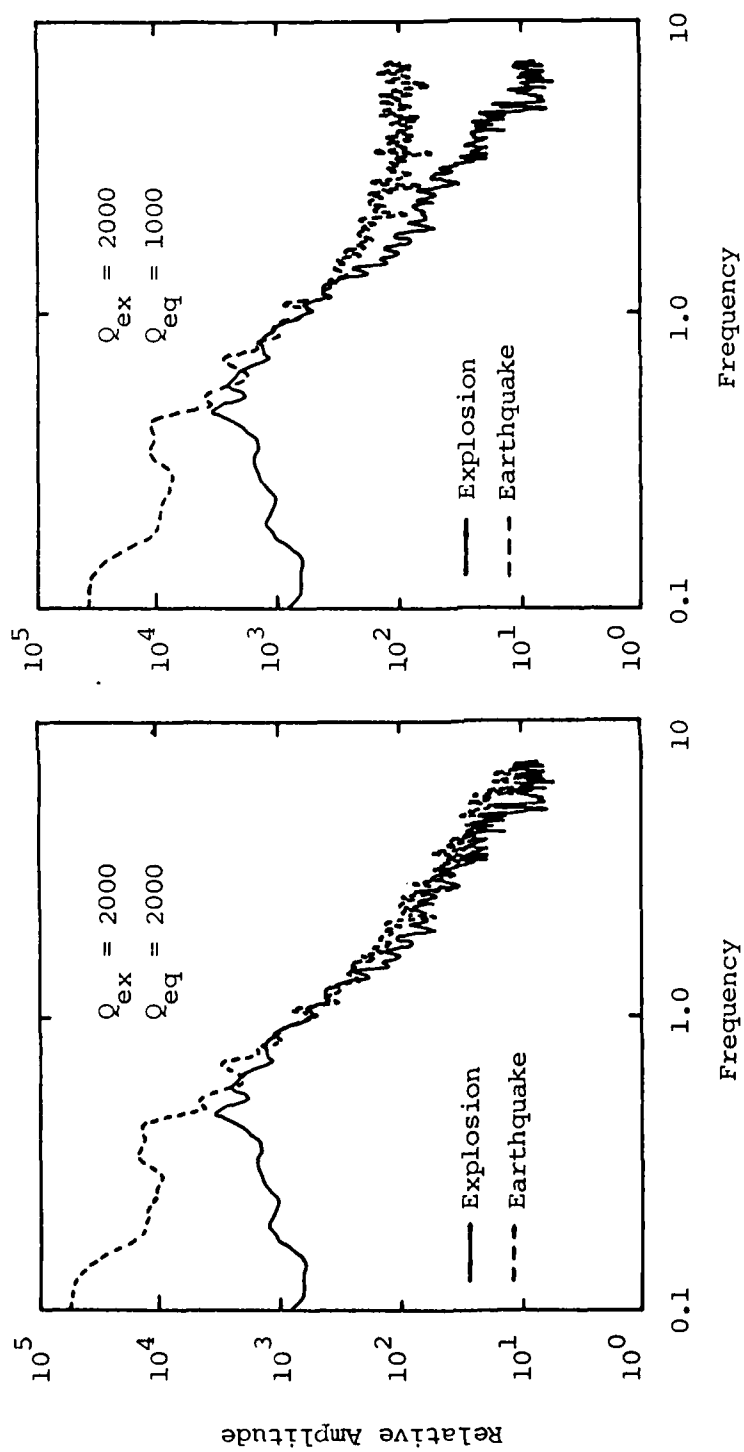 Relative Amplitude
10^5
10^4
10^3
10^2
10^1
10^0
Q_ex = 2000
Q_eq = 2000
Explosion
Earthquake
0.1
1.0
10
Frequency
10^5
10^4
10^3
10^2
10^1
10^0
Q_ex = 2000
Q_eq = 1000
Explosion
Earthquake
0.1
1.0
10
Frequency